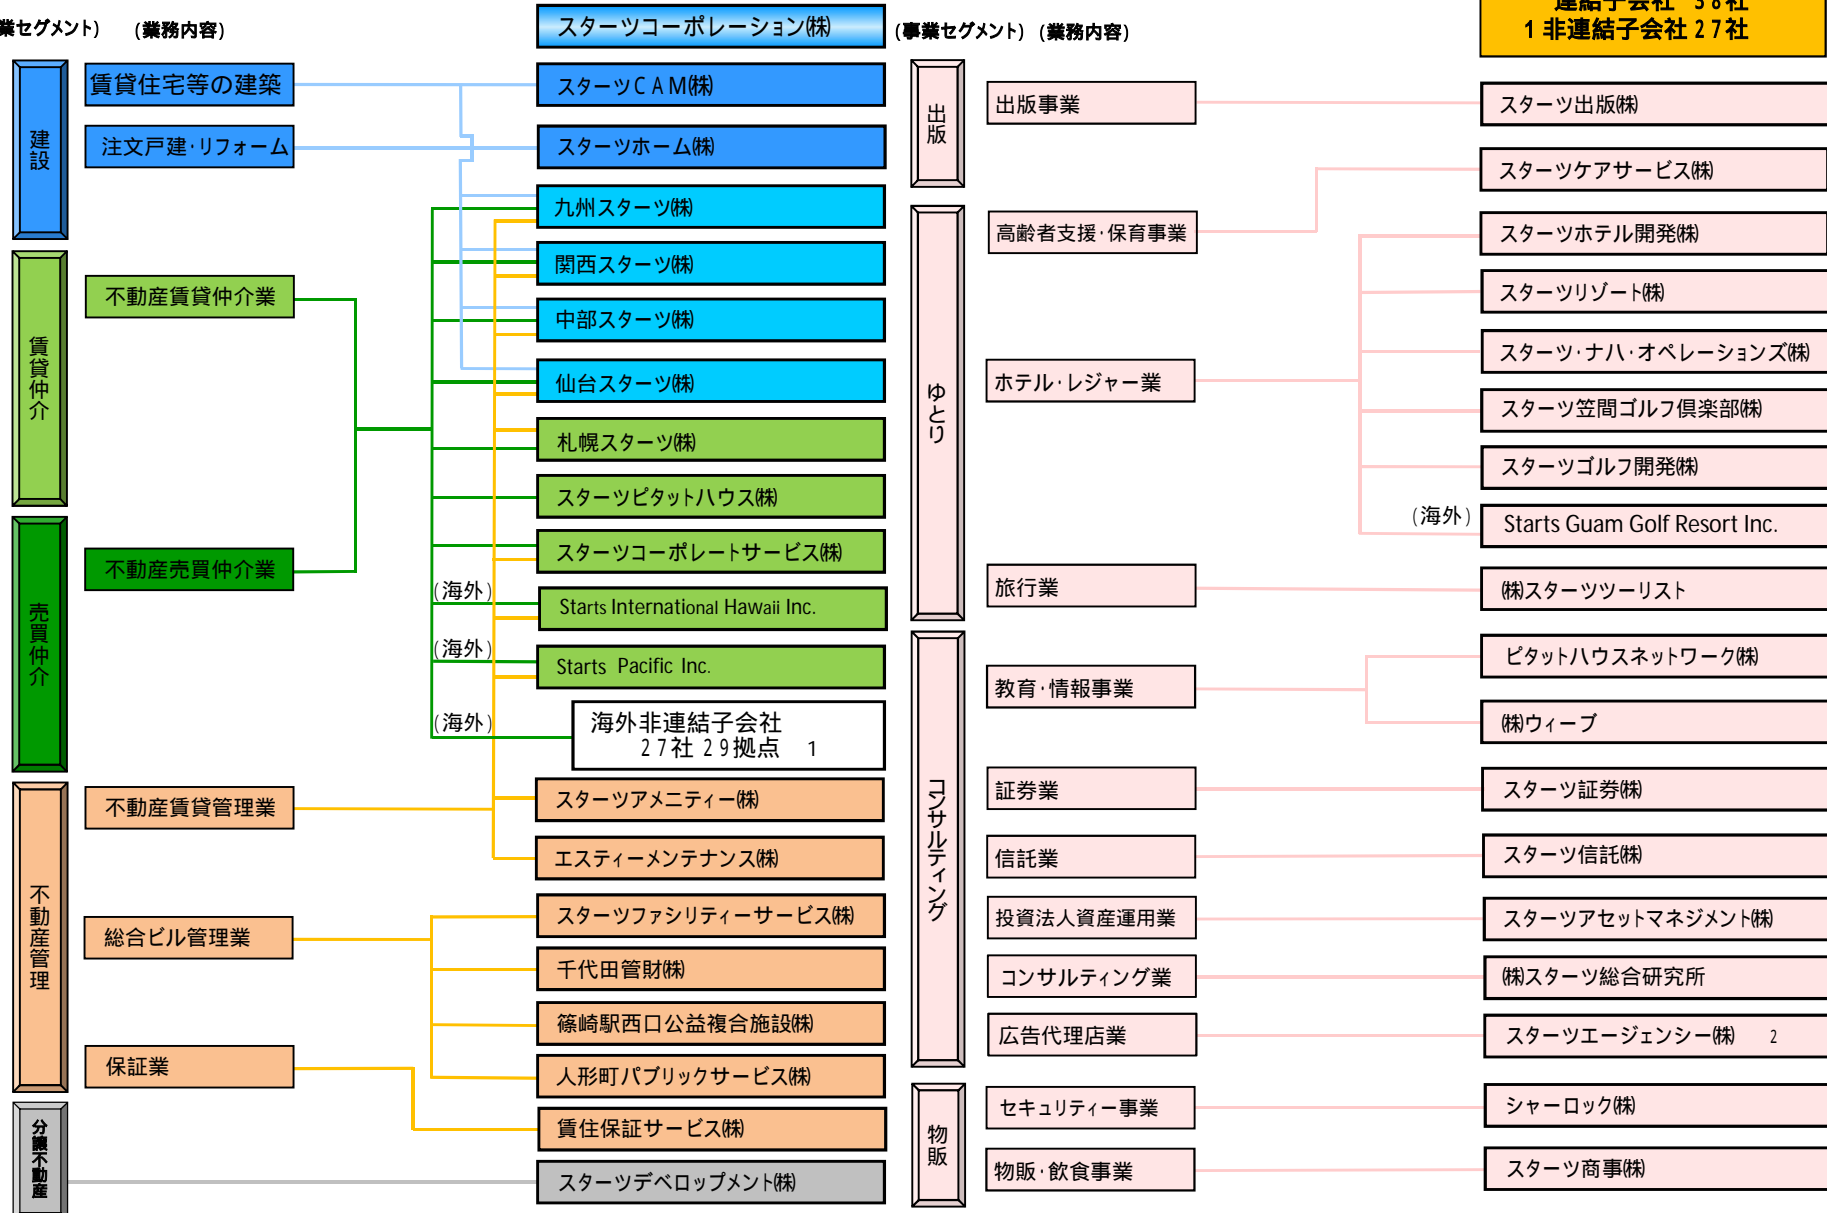 業セグメント)
(業務内容)
スターツコーポレーション㈱
(事業セグメント)
(業務内容)
連結子会社 38社
1 非連結子会社 27社
建設
賃貸住宅等の建築
注文戸建･リフォーム
スターツCAM㈱
スターツホーム㈱
九州スターツ㈱
関西スターツ㈱
中部スターツ㈱
仙台スターツ㈱
賃貸仲介
不動産賃貸仲介業
札幌スターツ㈱
スターツピタットハウス㈱
スターツコーポレートサービス㈱
売買仲介
不動産売買仲介業
(海外)
Starts International Hawaii Inc.
(海外)
Starts Pacific Inc.
(海外)
海外非連結子会社
27社 29拠点 1
不動産管理
不動産賃貸管理業
スターツアメニティー㈱
エスティーメンテナンス㈱
総合ビル管理業
スターツファシリティーサービス㈱
千代田管財㈱
篠崎駅西口公益複合施設㈱
人形町パブリックサービス㈱
保証業
賃住保証サービス㈱
分譲不動産
スターツデベロップメント㈱
出版
出版事業
スターツ出版㈱
ゆとり
高齢者支援･保育事業
スターツケアサービス㈱
ホテル･レジャー業
スターツホテル開発㈱
スターツリゾート㈱
スターツ･ナハ･オペレーションズ㈱
スターツ笠間ゴルフ倶楽部㈱
スターツゴルフ開発㈱
(海外)
Starts Guam Golf Resort Inc.
旅行業
㈱スターツツーリスト
コンサルティング
教育･情報事業
ピタットハウスネットワーク㈱
㈱ウィーブ
証券業
スターツ証券㈱
信託業
スターツ信託㈱
投資法人資産運用業
スターツアセットマネジメント㈱
コンサルティング業
㈱スターツ総合研究所
広告代理店業
スターツエージェンシー㈱ 2
物販
セキュリティー事業
シャーロック㈱
物販･飲食事業
スターツ商事㈱